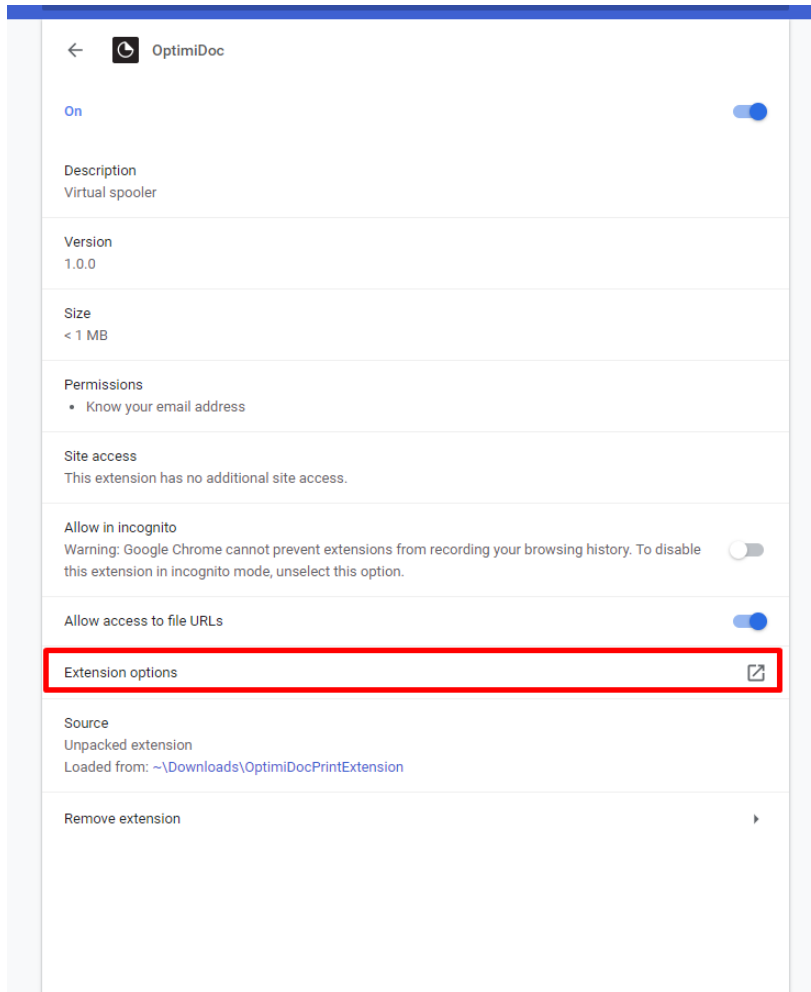 OptimiDoc
On
Description
Virtual spooler
Version
1.0.0
Size
< 1 MB
Permissions
• Know your email address
Site access
This extension has no additional site access.
Allow in incognito
Warning: Google Chrome cannot prevent extensions from recording your browsing history. To disable
this extension in incognito mode, unselect this option.
Allow access to file URLs
Extension options
Source
Unpacked extension
Loaded from: ~\Downloads\OptimiDocPrintExtension
Remove extension